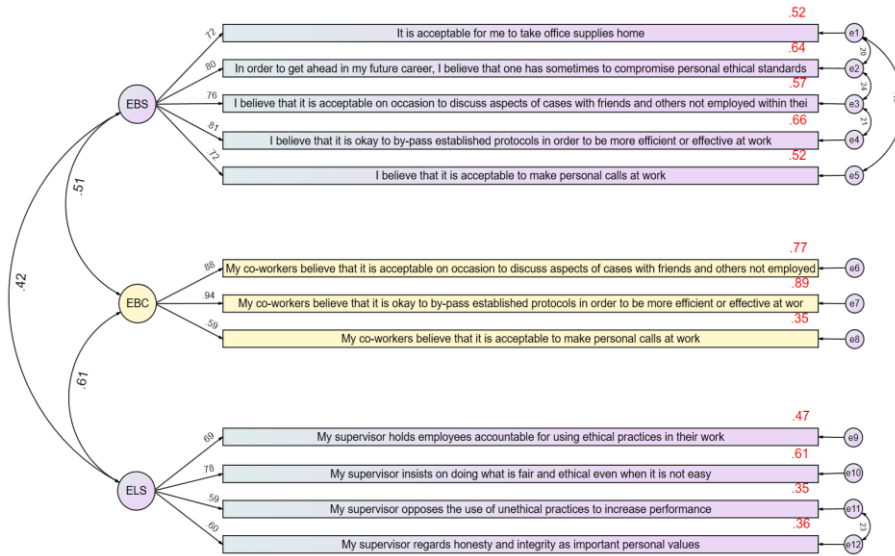 .52
.72
It is acceptable for me to take office supplies home
e1
.20
.64
.80
In order to get ahead in my future career, I believe that one has sometimes to compromise personal ethical standards
e2
.24
.57
EBS
.76
I believe that it is acceptable on occasion to discuss aspects of cases with friends and others not employed within thei
e3
.21
.66
.81
I believe that it is okay to by-pass established protocols in order to be more efficient or effective at work
e4
.52
.72
I believe that it is acceptable to make personal calls at work
e5
.51
.42
.77
.88
My co-workers believe that it is acceptable on occasion to discuss aspects of cases with friends and others not employed
e6
.89
EBC
.94
My co-workers believe that it is okay to by-pass established protocols in order to be more efficient or effective at wor
e7
.35
.59
My co-workers believe that it is acceptable to make personal calls at work
e8
.61
.47
.69
My supervisor holds employees accountable for using ethical practices in their work
e9
.61
.78
My supervisor insists on doing what is fair and ethical even when it is not easy
e10
ELS
.35
.59
My supervisor opposes the use of unethical practices to increase performance
e11
.23
.36
.60
My supervisor regards honesty and integrity as important personal values
e12